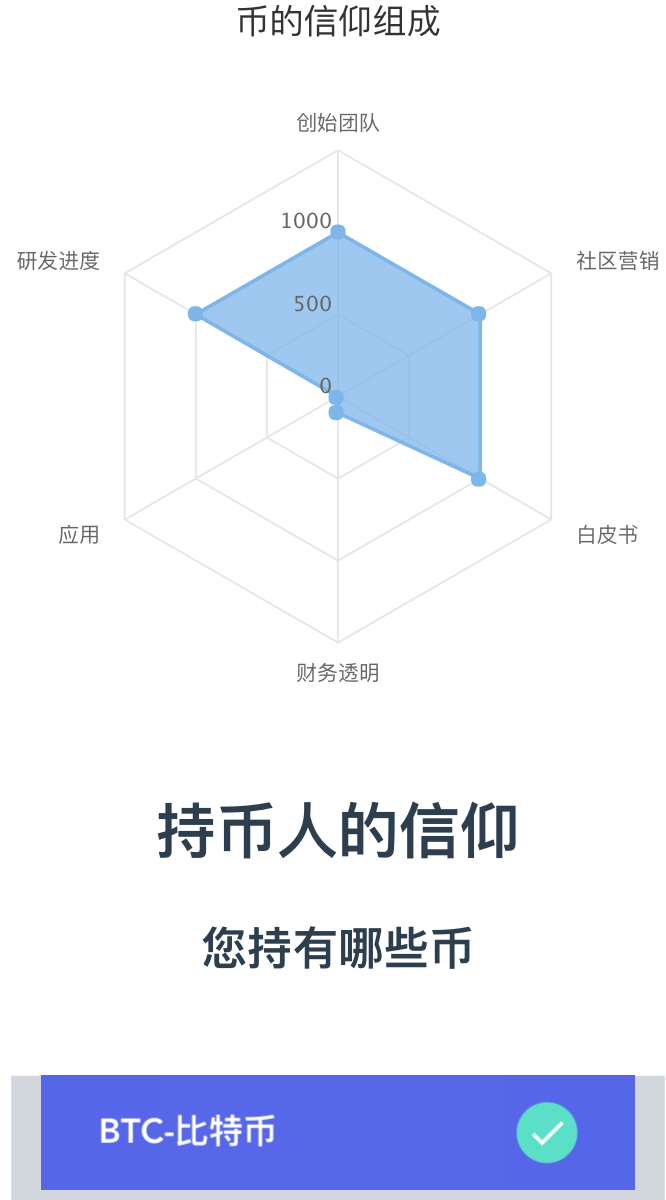 币的信仰组成
创始团队
1000
研发进度
社区营销
500
0
应用
白皮书
财务透明
持币人的信仰
您持有哪些币
BTC-比特币